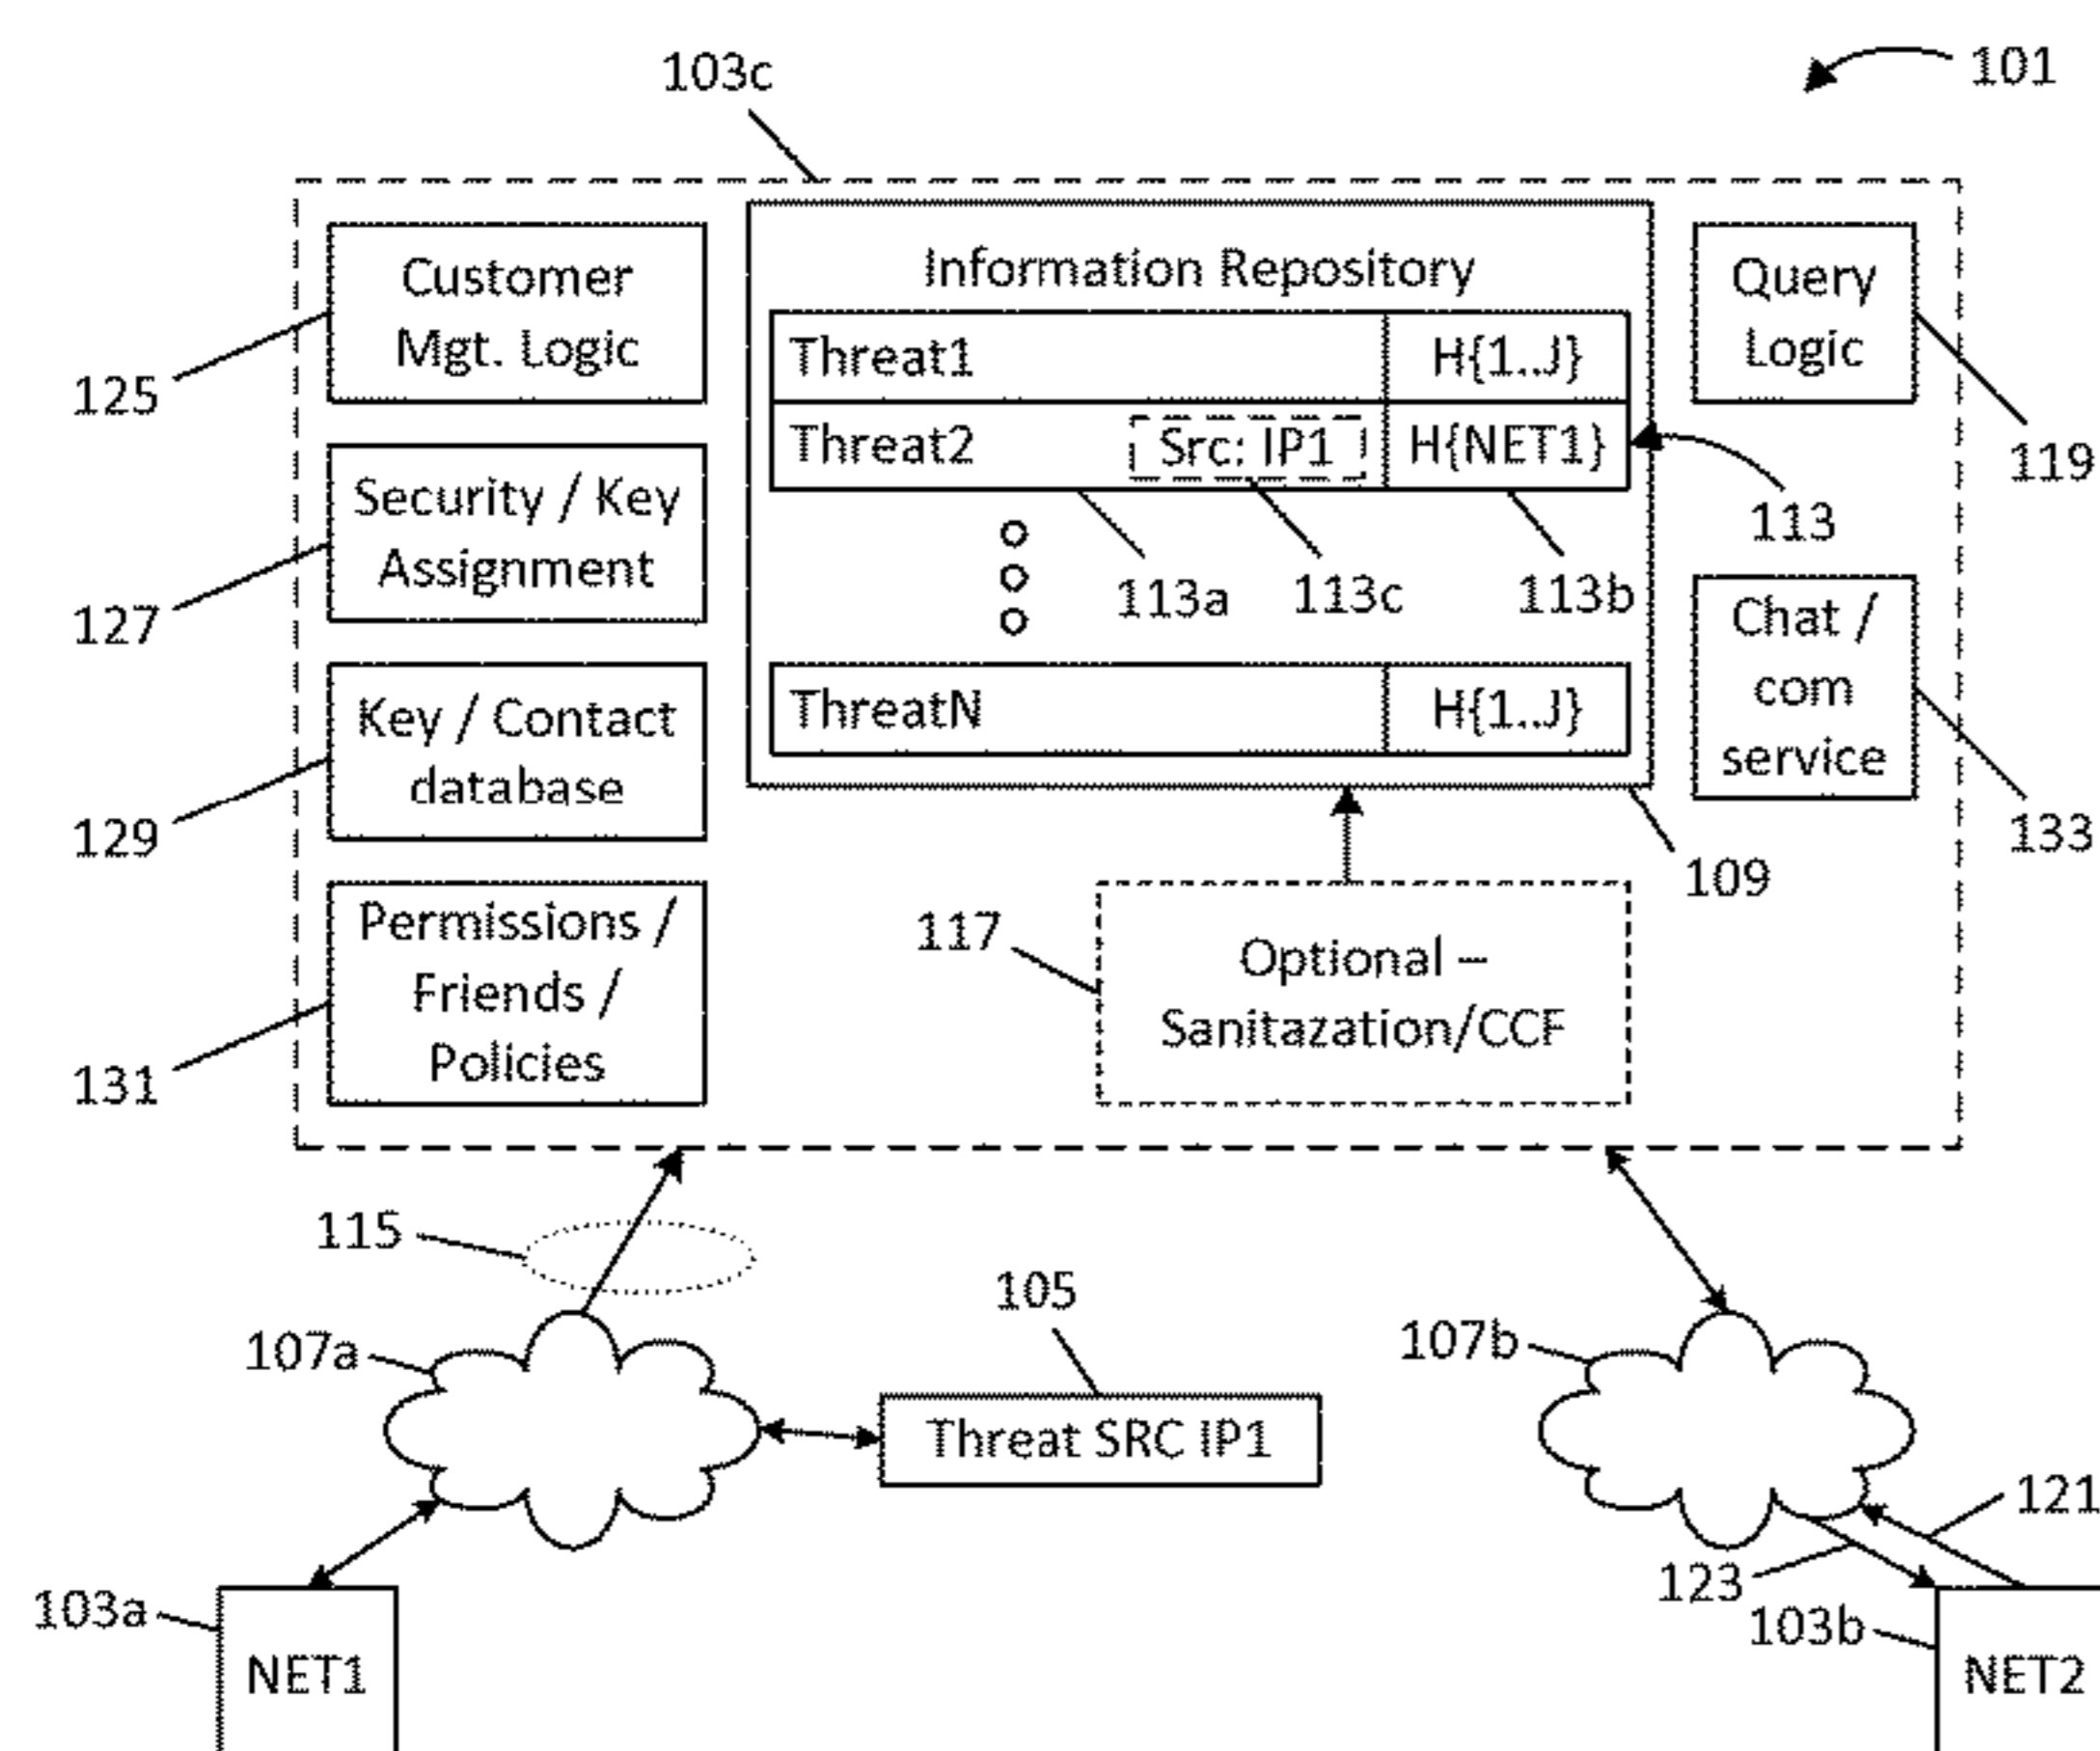 103c
101
Customer
Mgt. Logic
125
Security / Key
Assignment
127
Key / Contact
database
129
Permissions /
Friends /
Policies
131
Information Repository
Threat1
H{1..J}
Threat2
Src: IP1
H{NET1}
113a
113c
113b
113
ThreatN
H{1..J}
Query
Logic
119
Chat /
com
service
133
109
117
Optional –
Sanitazation/CCF
115
105
107a
Threat SRC IP1
107b
121
123
103a
NET1
103b
NET2